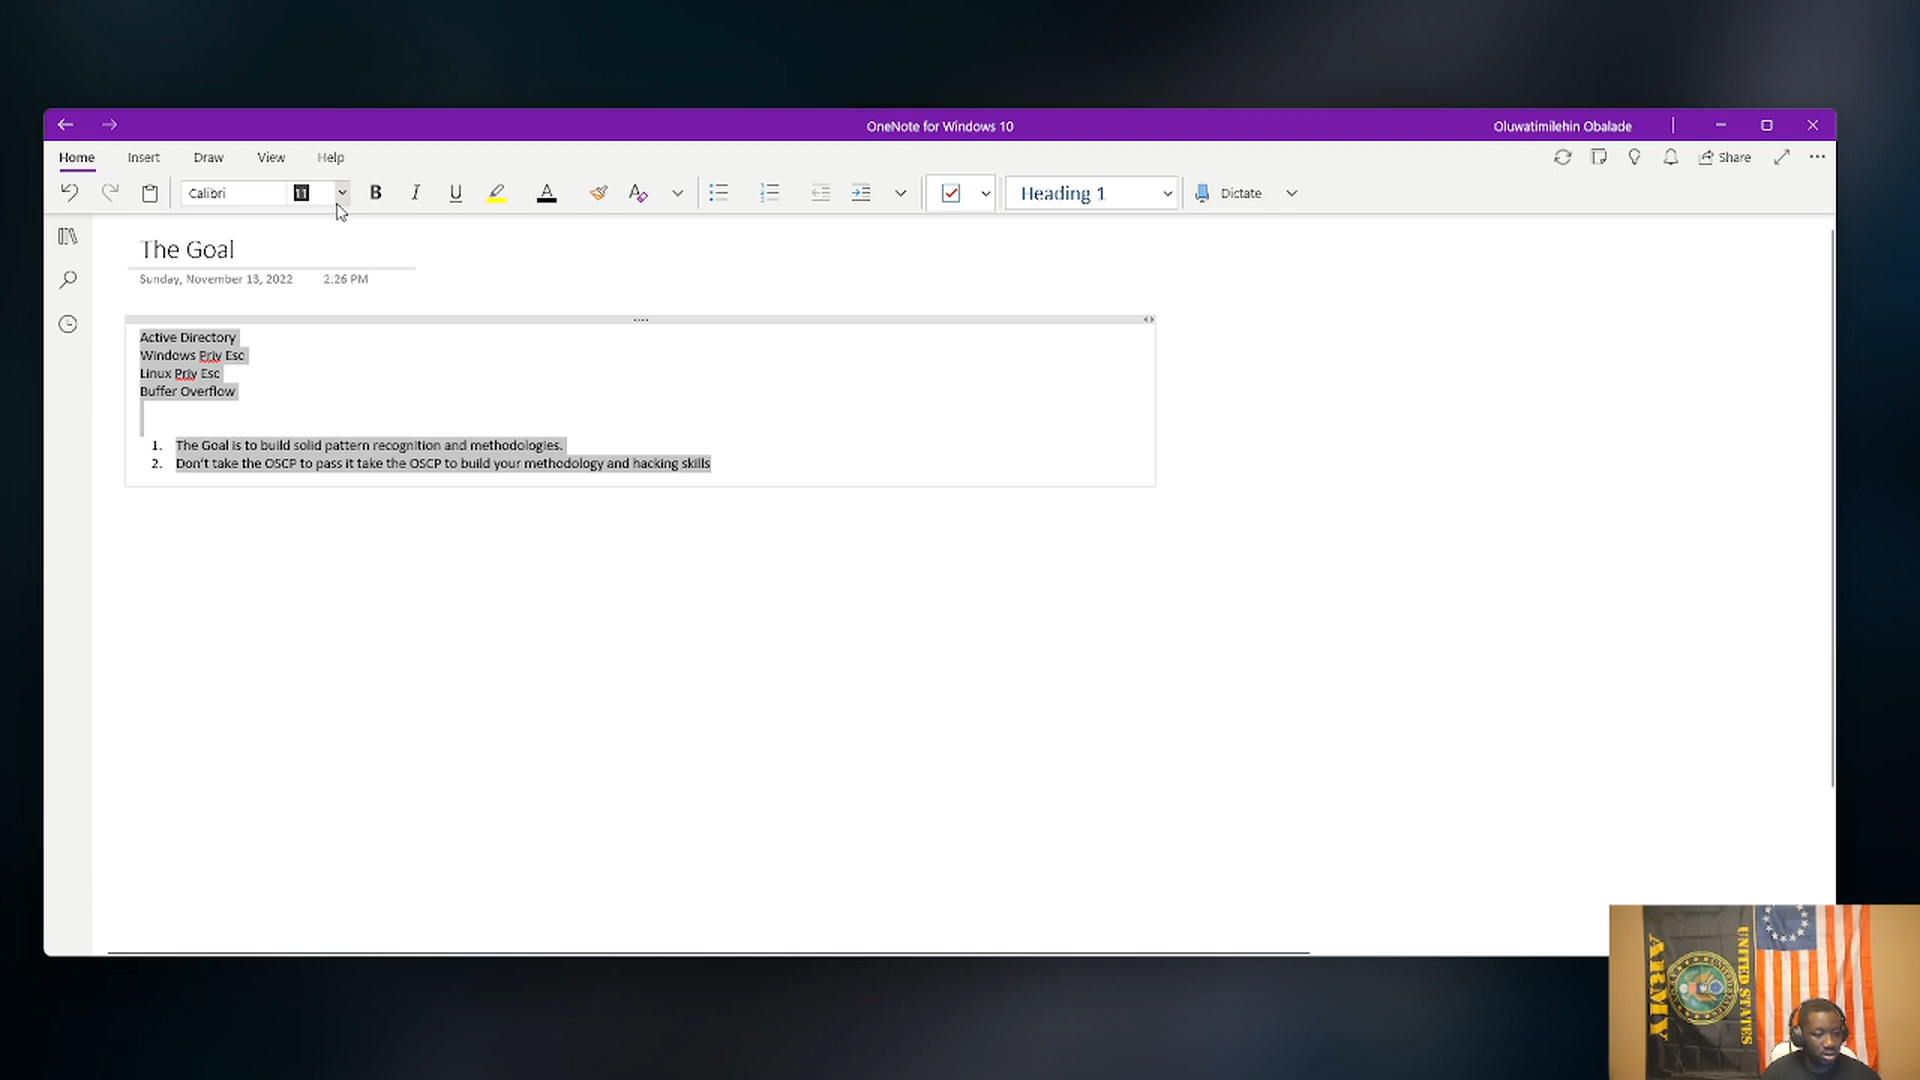 OneNote for Windows 10
Oluwatimilehin Obalade
Home
Insert
Draw
View
Help
Share
Calibri
11
B
I
U
A
A
Heading 1
Dictate
The Goal
Sunday, November 13, 2022
2:26 PM
Active Directory
Windows Priv Esc
Linux Priv Esc
Buffer Overflow
1. The Goal is to build solid pattern recognition and methodologies.
2. Don't take the OSCP to pass it take the OSCP to build your methodology and hacking skills
ARMY
UNITED STATES